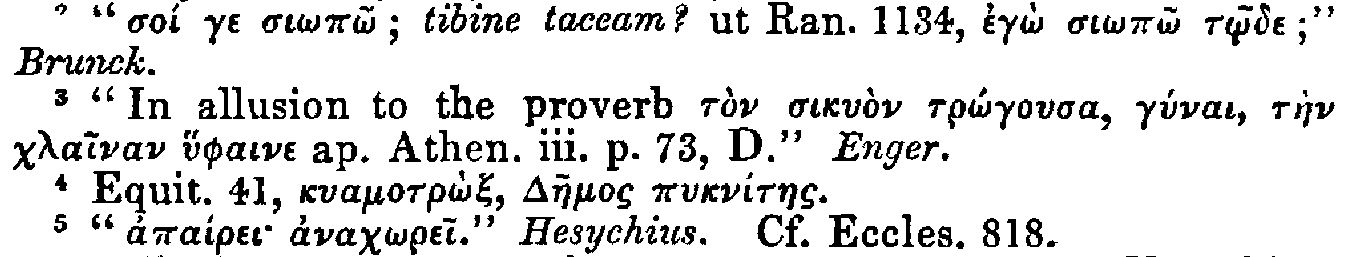 ² “σοί γε σιωπῶ; tibine taceam? ut Ran. 1134, ἐγὼ σιωπῶ τῷδε;”
Brunck.
³ “In allusion to the proverb τὸν σικυὸν τρώγουσα, γύναι, τὴν
χλαῖναν ὕφαινε ap. Athen. iii. p. 73, D.” Enger.
⁴ Equit. 41, κυαμοτρὼξ, Δῆμος πυκνίτης.
⁵ “ἀπαίρει· ἀναχωρεῖ.” Hesychius. Cf. Eccles. 818.